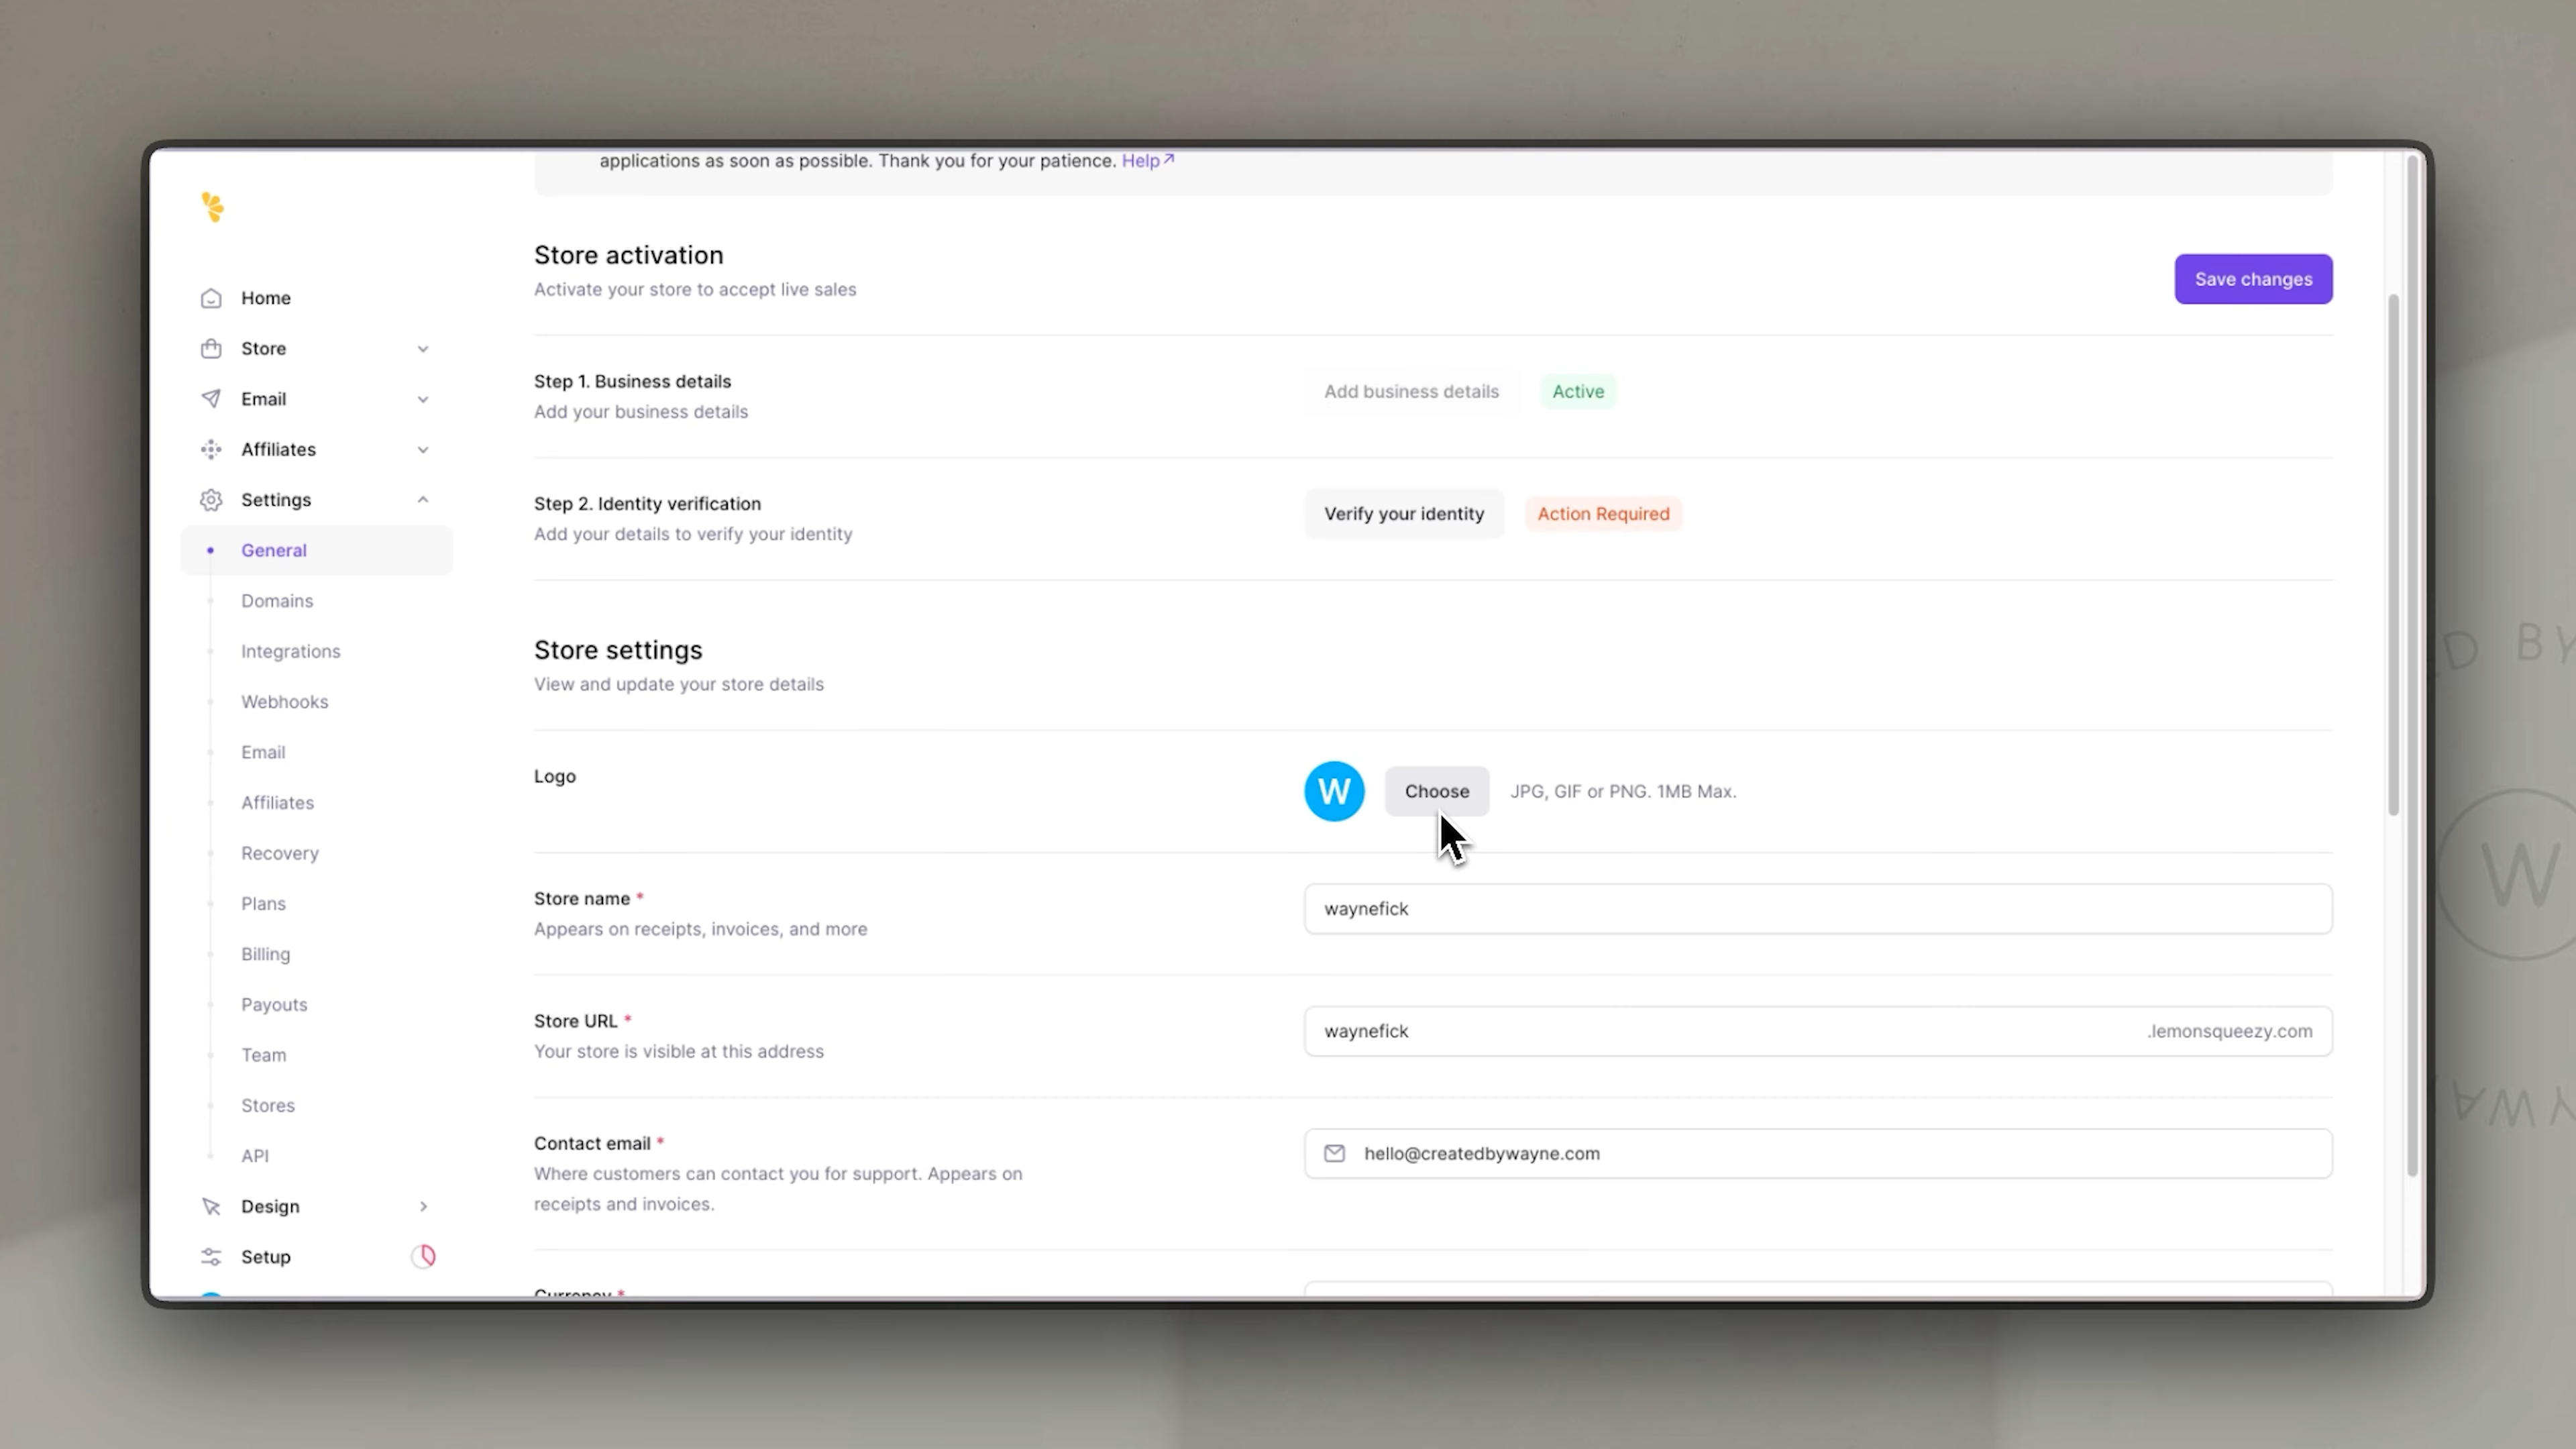 applications as soon as possible. Thank you for your patience. Help
Home
Store
Email
Affiliates
Settings
General
Domains
Integrations
Webhooks
Email
Affiliates
Recovery
Plans
Billing
Payouts
Team
Stores
API
Design
Setup
Store activation
Activate your store to accept live sales
Save changes
Step 1. Business details
Add your business details
Add business details
Active
Step 2. Identity verification
Add your details to verify your identity
Verify your identity
Action Required
Store settings
View and update your store details
Logo
W
Choose
JPG, GIF or PNG. 1MB Max.
Store name *
Appears on receipts, invoices, and more
waynefick
Store URL *
Your store is visible at this address
waynefick
.lemonsqueezy.com
Contact email *
Where customers can contact you for support. Appears on
receipts and invoices.
hello@createdbywayne.com
Currency *
BY
W